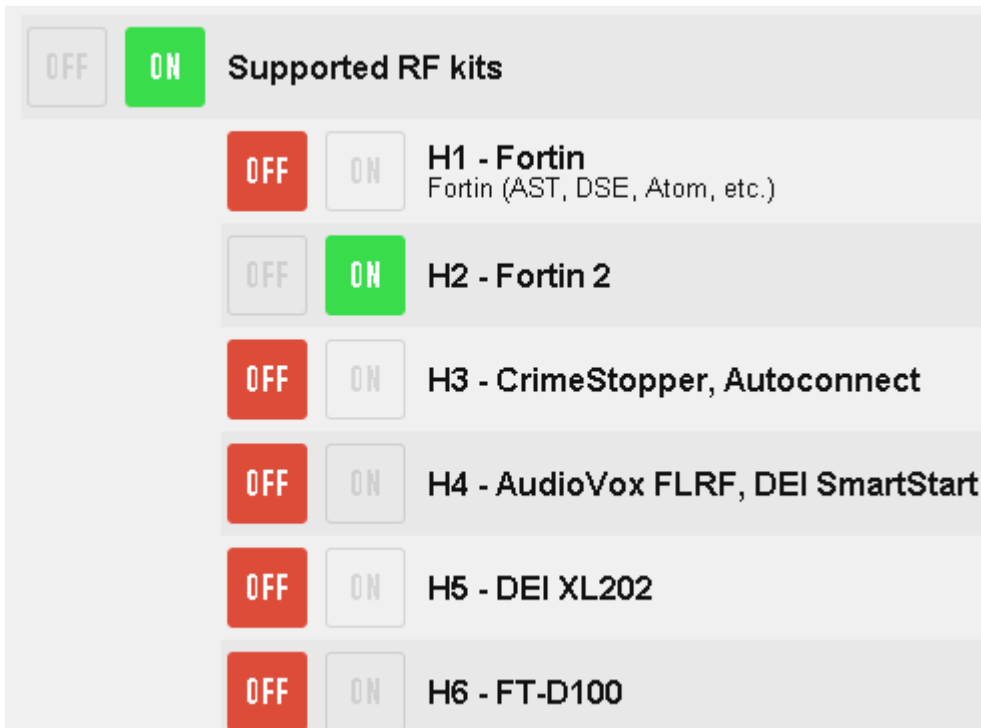 OFF ON Supported RF kits
OFF ON H1 - Fortin
Fortin (AST, DSE, Atom, etc.)
OFF ON H2 - Fortin 2
OFF ON H3 - CrimeStopper, Autoconnect
OFF ON H4 - AudioVox FLRF, DEI SmartStart
OFF ON H5 - DEI XL202
OFF ON H6 - FT-D100